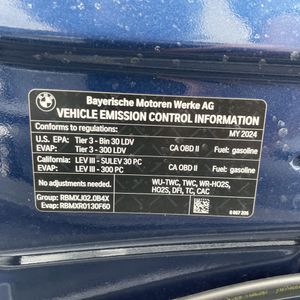 BMW
Bayerische Motoren Werke AG
VEHICLE EMISSION CONTROL INFORMATION
Conforms to regulations: MY 2024
U.S. EPA: Tier 3 - Bin 30 LDV CA OBD II Fuel: gasoline
EVAP: Tier 3 - 300 LDV
California: LEV III - SULEV 30 PC CA OBD II Fuel: gasoline
EVAP: LEV III - 300 PC
Group: RBMXJ02.0B4X WU-TWC, TWC, WR-HO2S,
Evap: RBMXR0130F60 HO2S, DFI, TC, CAC